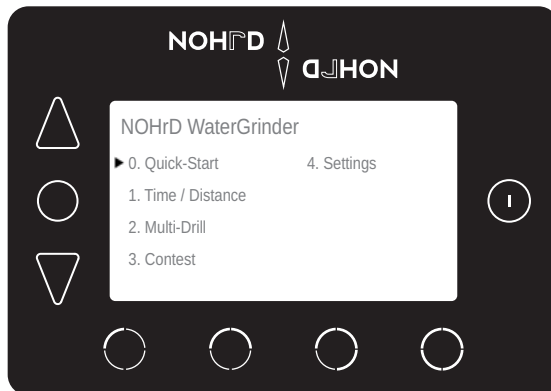 NOHrD
NOHrD
NOHrD WaterGrinder
0. Quick-Start
4. Settings
1. Time / Distance
2. Multi-Drill
3. Contest
I